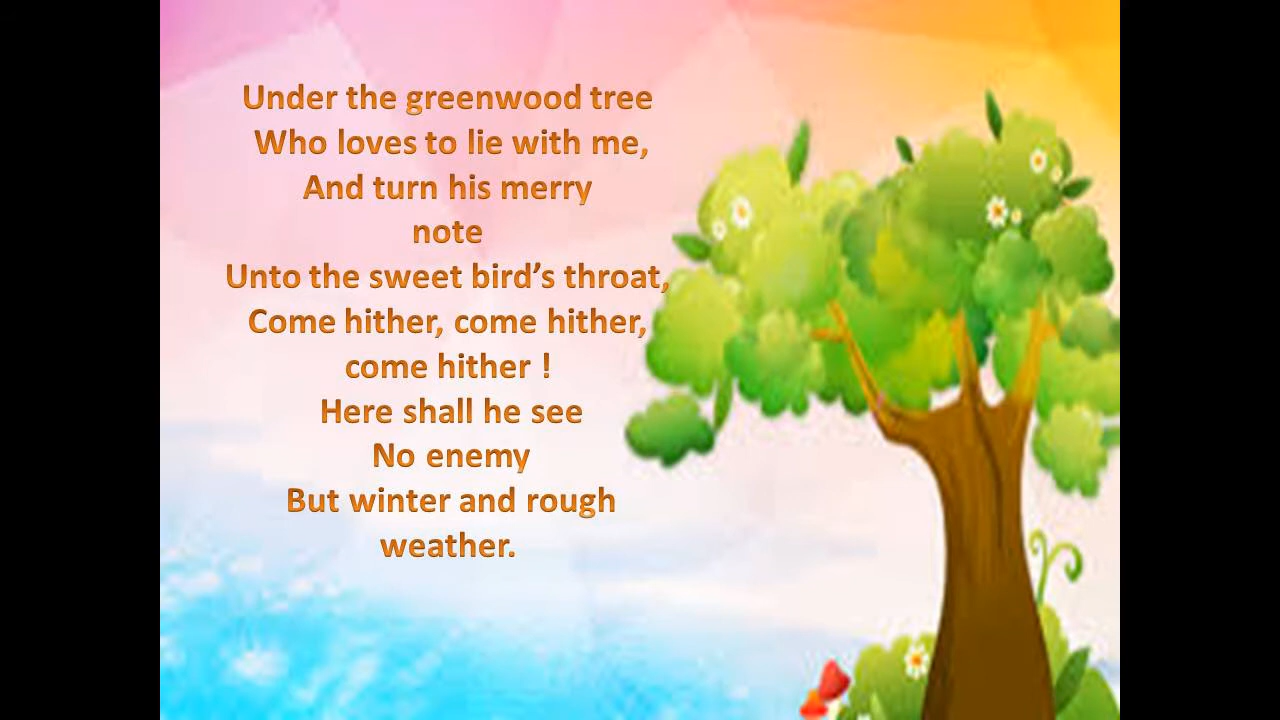 Under the greenwood tree
Who loves to lie with me,
And turn his merry
note
Unto the sweet bird’s throat,
Come hither, come hither,
come hither !
Here shall he see
No enemy
But winter and rough
weather.